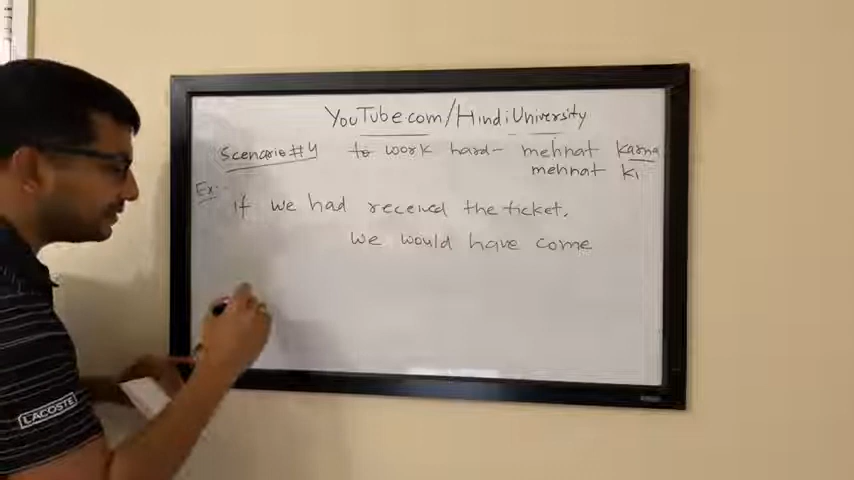 YouTube.com/HindiUniversity
Scenario#4 to work hard- mehnat karna
mehnat ki
Ex:-
if we had received the ticket,
we would have come
LACOSTE